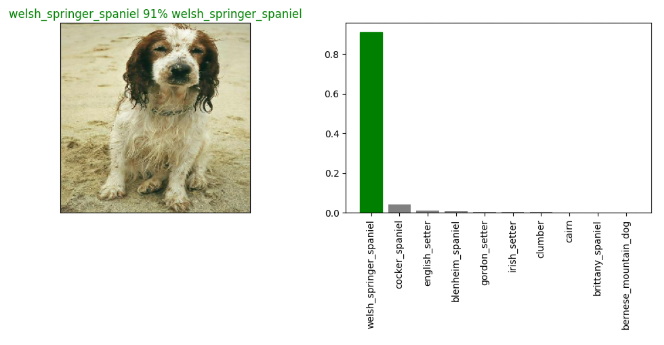 welsh_springer_spaniel 91% welsh_springer_spaniel
0.8
0.6
0.4
0.2
0.0
welsh_springer_spaniel
cocker_spaniel
english_setter
blenheim_spaniel
gordon_setter
irish_setter
clumber
cairn
brittany_spaniel
bernese_mountain_dog